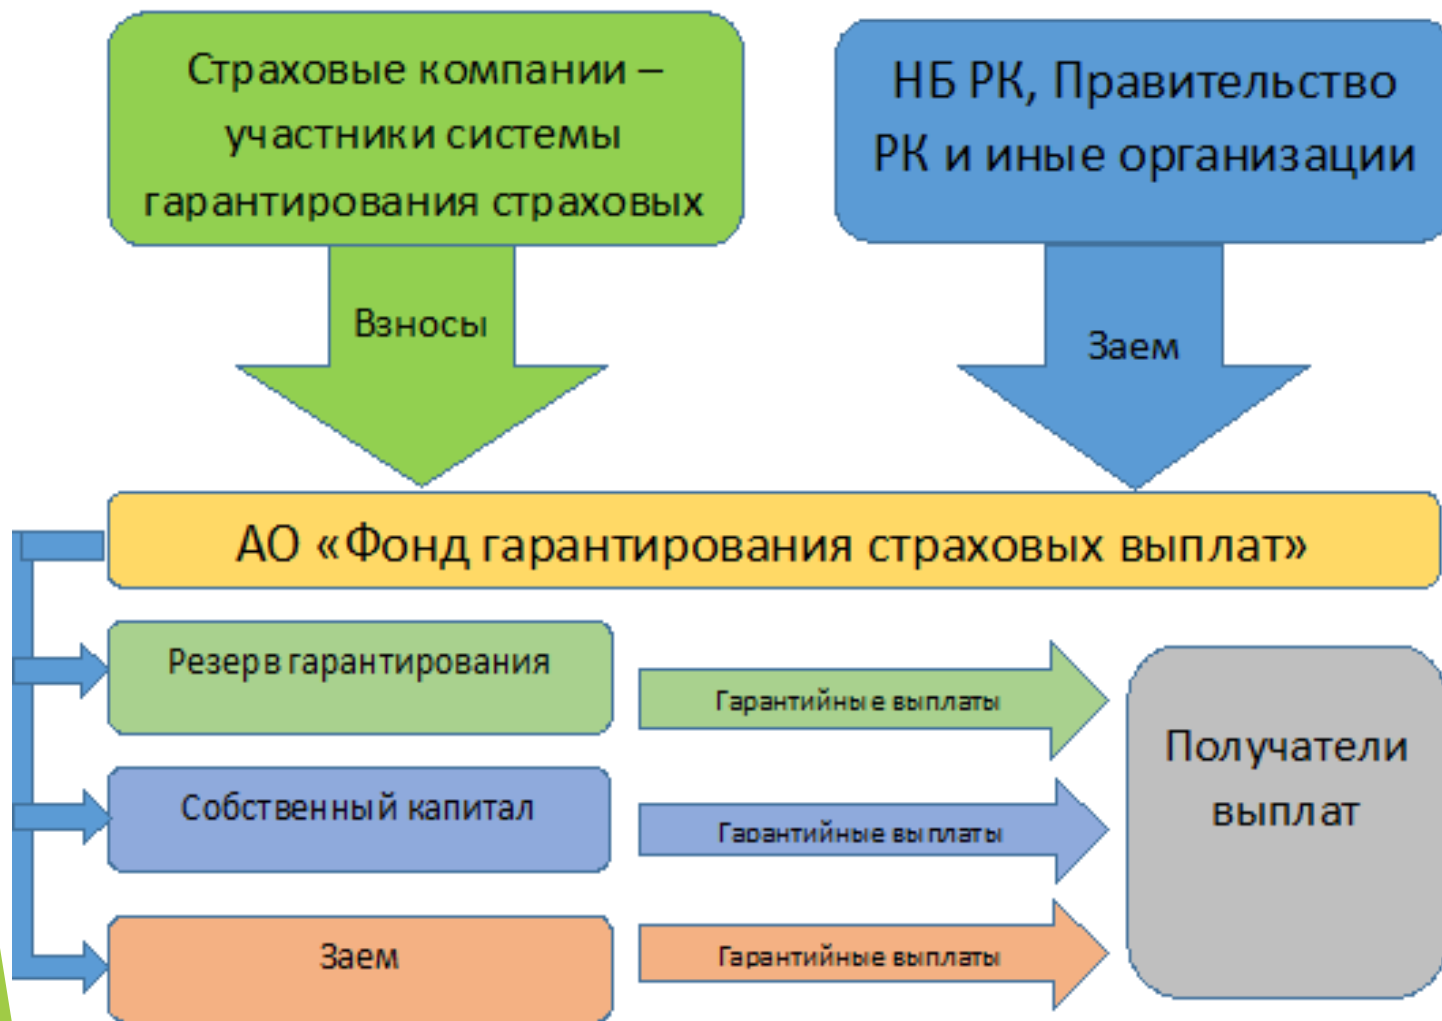 Страховые компании –
участники системы
гарантирования страховых
НБ РК, Правительство
РК и иные организации
Взносы
Заем
АО «Фонд гарантирования страховых выплат»
Резерв гарантирования
Гарантийные выплаты
Собственный капитал
Гарантийные выплаты
Заем
Гарантийные выплаты
Получатели
выплат